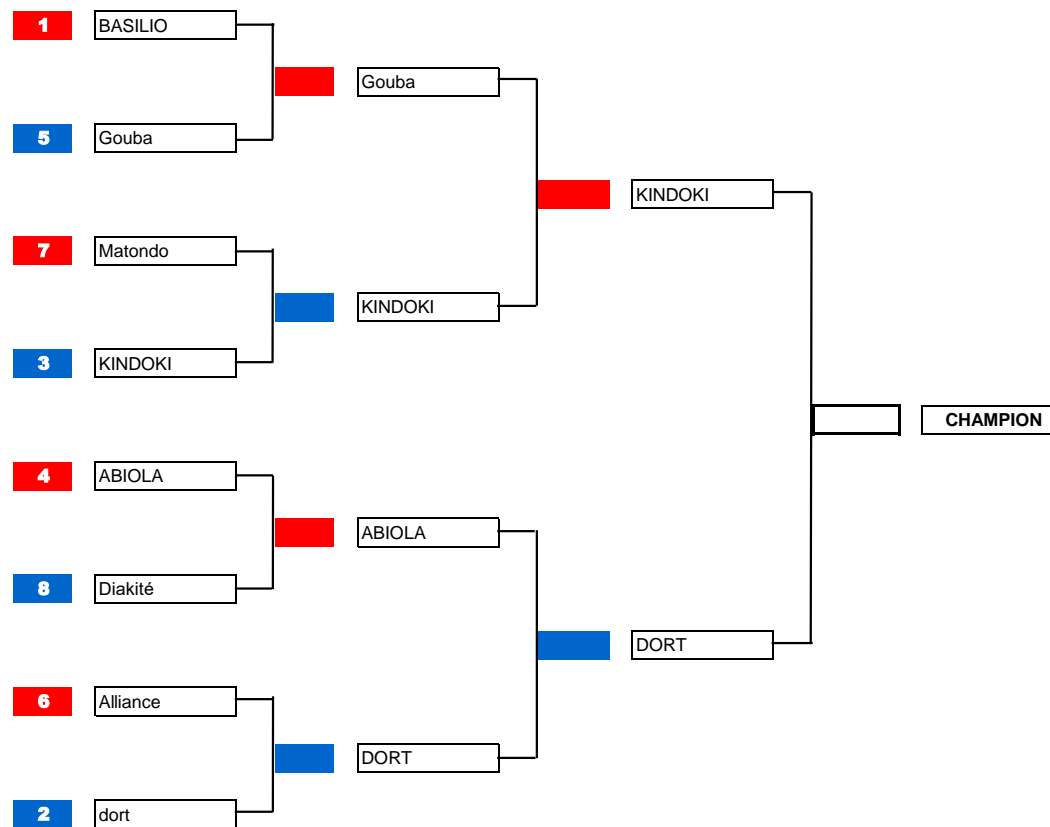 1 BASILIO
Gouba
5 Gouba
KINDOKI
7 Matondo
KINDOKI
3 KINDOKI
CHAMPION
4 ABIOLA
ABIOLA
8 Diakité
DORT
6 Alliance
DORT
2 dort